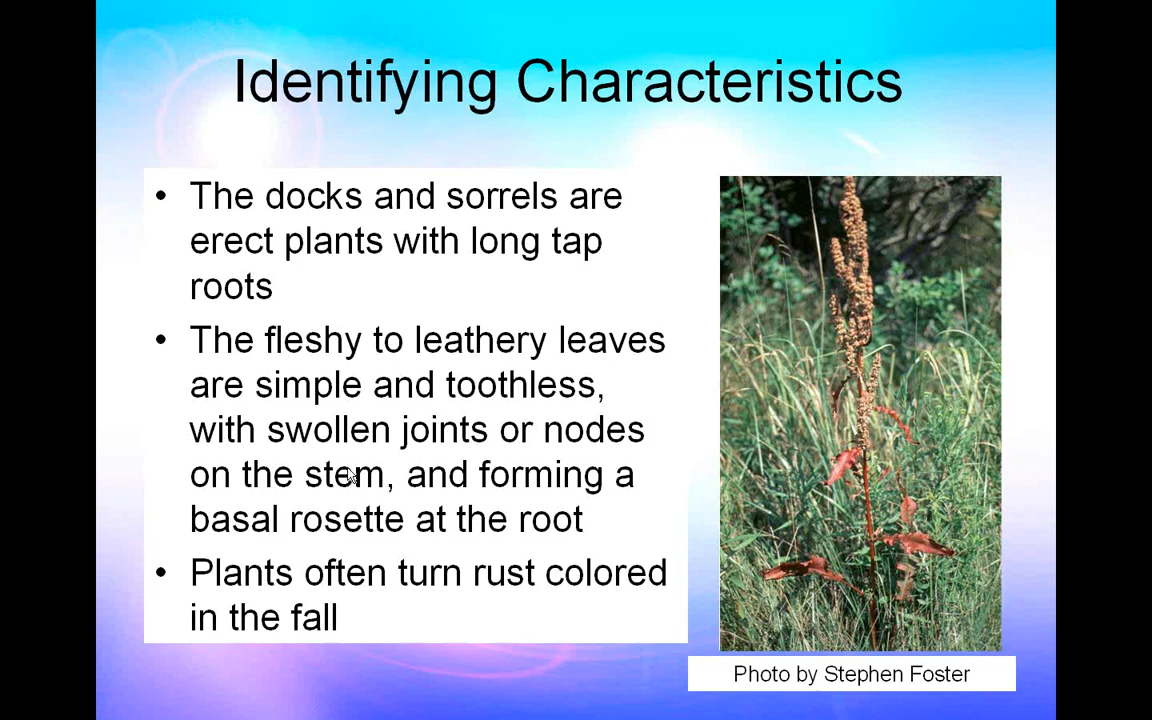 Identifying Characteristics
• The docks and sorrels are
erect plants with long tap
roots
• The fleshy to leathery leaves
are simple and toothless,
with swollen joints or nodes
on the stem, and forming a
basal rosette at the root
• Plants often turn rust colored
in the fall
Photo by Stephen Foster